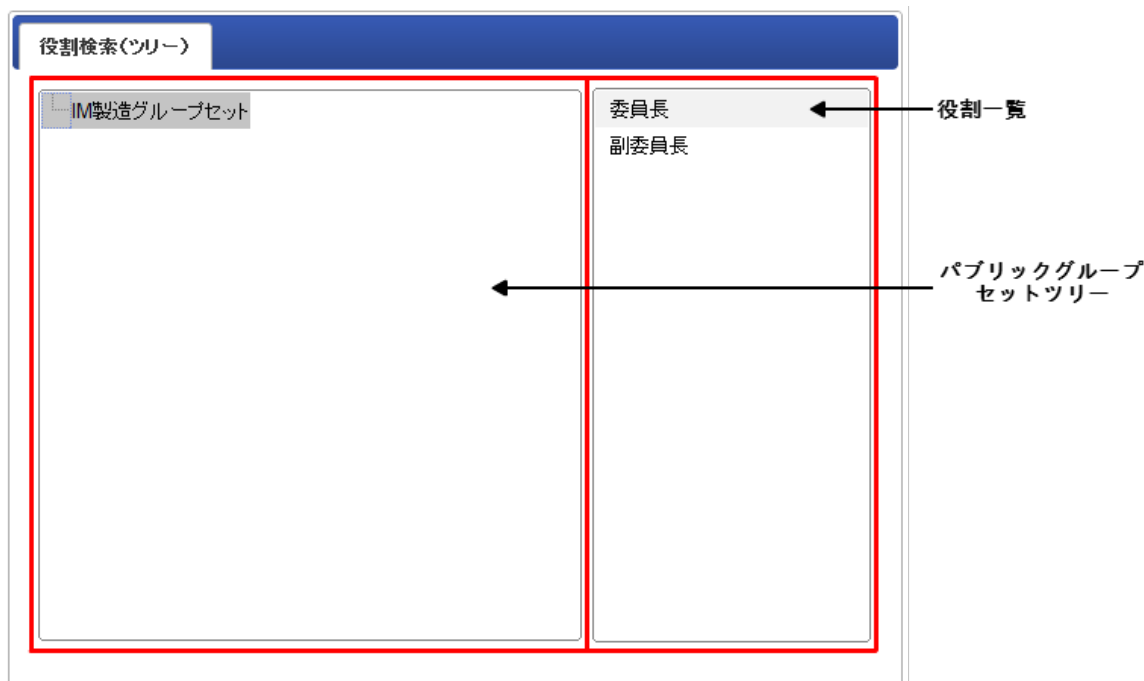 役割検索(ツリー)
IM製造グループセット
委員長
副委員長
役割一覧
パブリックグループ
セットツリー